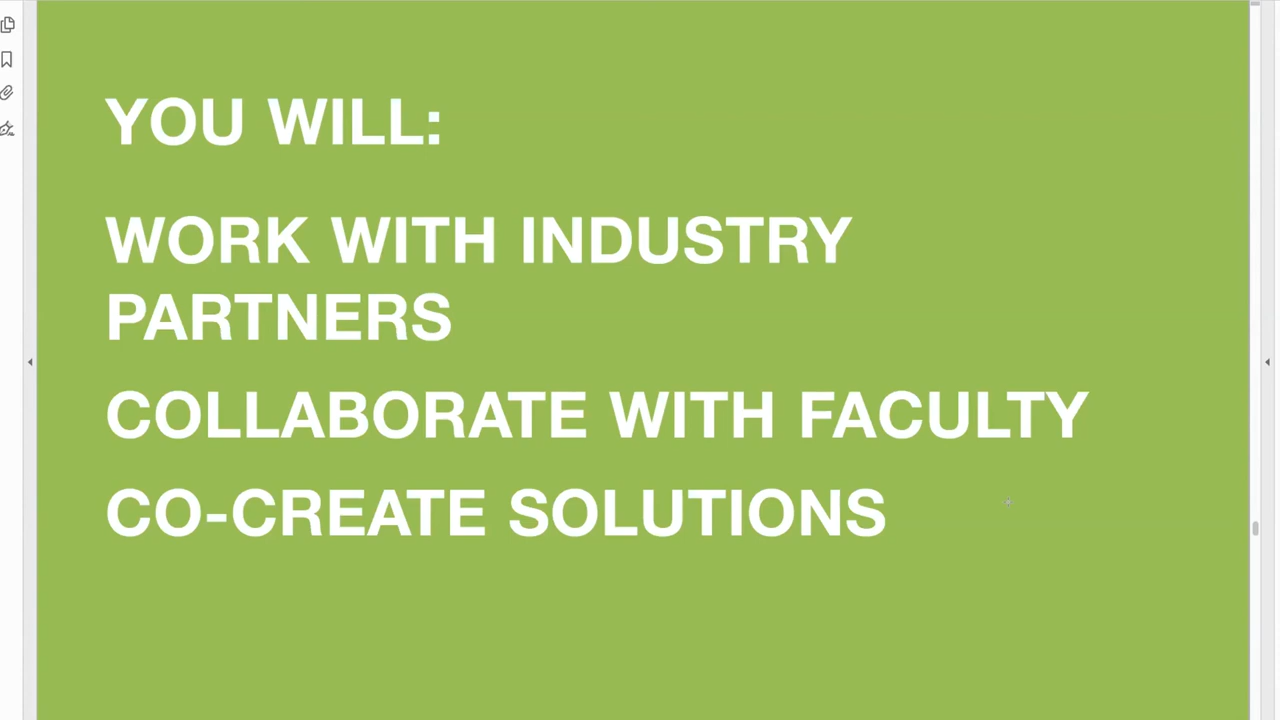 YOU WILL:
WORK WITH INDUSTRY
PARTNERS
COLLABORATE WITH FACULTY
CO-CREATE SOLUTIONS